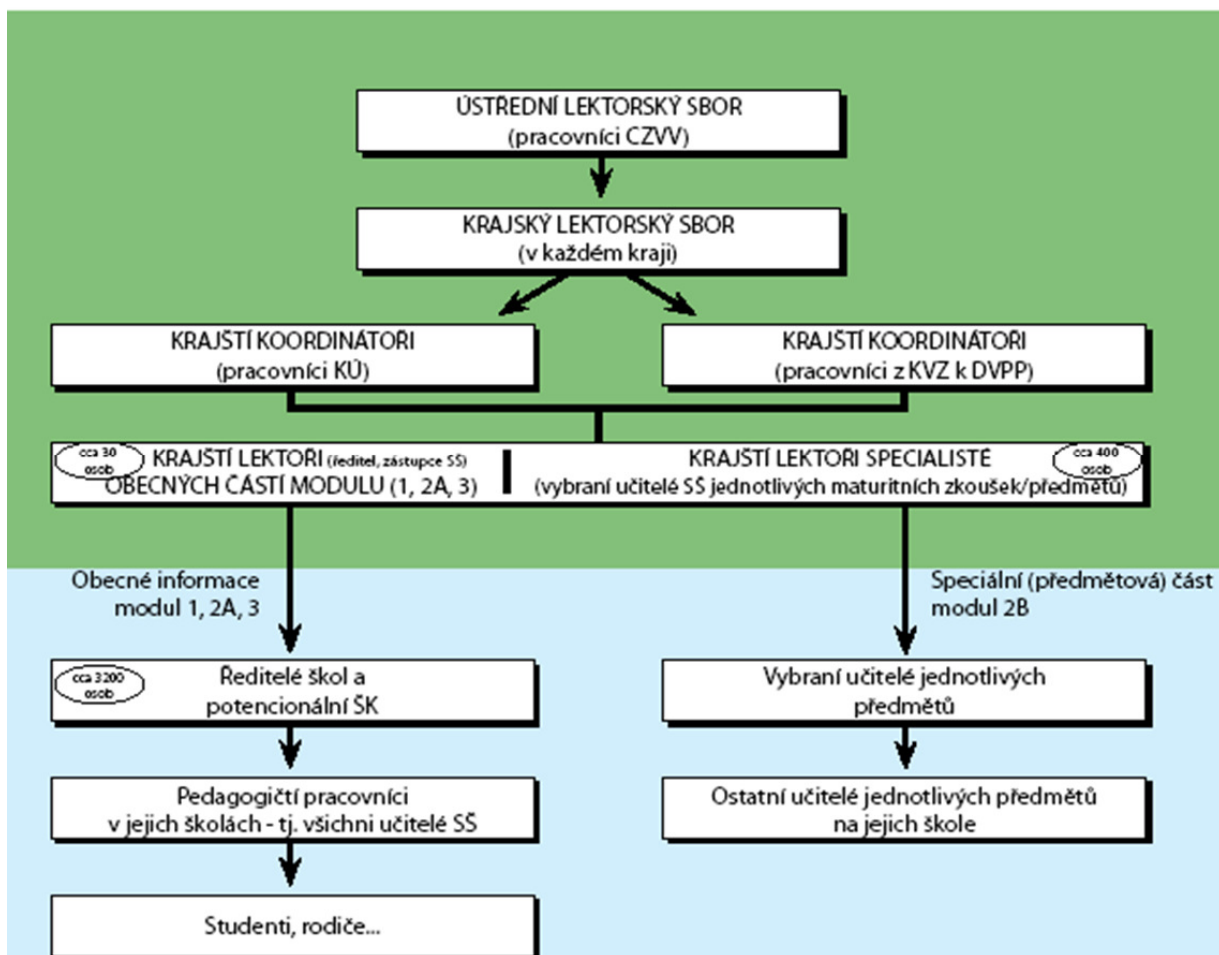 ÚSTŘEDNÍ LEKTORSKÝ SBOR
(pracovníci CZVV)
KRAJSKÝ LEKTORSKÝ SBOR
(v každém kraji)
KRAJŠTÍ KOORDINÁTOŘI
(pracovníci KÚ)
KRAJŠTÍ KOORDINÁTOŘI
(pracovníci z KVZ k DVPP)
cca 30
osob
KRAJŠTÍ LEKTOŘI (ředitel, zástupce SŠ)
OBECNÝCH ČÁSTÍ MODULU (1, 2A, 3)
KRAJŠTÍ LEKTOŘI SPECIALISTÉ
(vybraní učitelé SŠ jednotlivých maturitních zkoušek/předmětů)
cca 400
osob
Obecné informace
modul 1, 2A, 3
Speciální (předmětová) část
modul 2B
cca 3200
osob
Ředitelé škol a
potencionální ŠK
Vybraní učitelé jednotlivých
předmětů
Pedagogičtí pracovníci
v jejich školách - tj. všichni učitelé SŠ
Ostatní učitelé jednotlivých předmětů
na jejich škole
Studenti, rodiče...